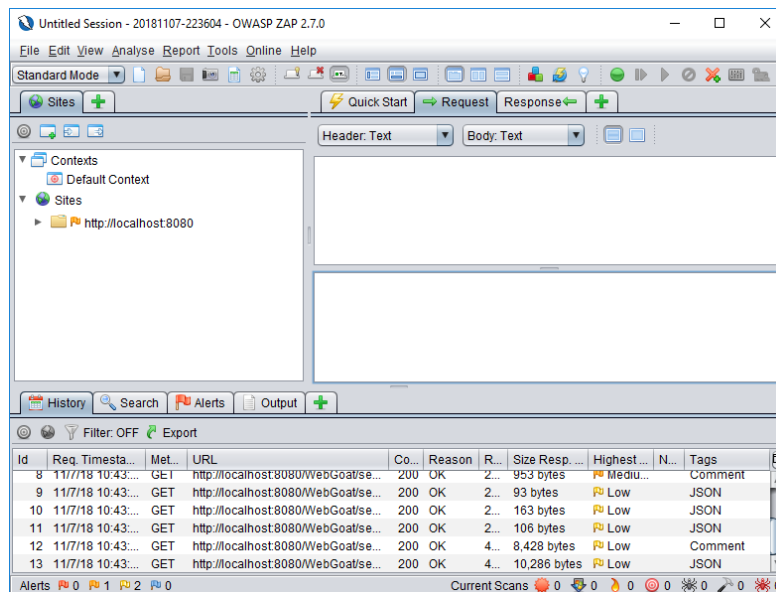 Untitled Session - 20181107-223604 - OWASP ZAP 2.7.0
File Edit View Analyse Report Tools Online Help
Standard Mode
Sites
Quick Start Request Response
Header: Text Body: Text
Contexts
Default Context
Sites
http://localhost:8080
History Search Alerts Output
Filter: OFF Export
Id Req. Timesta... Met... URL Co... Reason R... Size Resp. ... Highest ... N... Tags
8 11/7/18 10:43:... GET http://localhost:8080/WebGoat/se... 200 OK 2... 953 bytes Mediu... Comment
9 11/7/18 10:43:... GET http://localhost:8080/WebGoat/se... 200 OK 2... 93 bytes Low JSON
10 11/7/18 10:43:... GET http://localhost:8080/WebGoat/se... 200 OK 2... 163 bytes Low JSON
11 11/7/18 10:43:... GET http://localhost:8080/WebGoat/se... 200 OK 2... 106 bytes Low JSON
12 11/7/18 10:43:... GET http://localhost:8080/WebGoat/se... 200 OK 4... 8,428 bytes Low Comment
13 11/7/18 10:43:... GET http://localhost:8080/WebGoat/se... 200 OK 4... 10,286 bytes Low JSON
Alerts 0 1 2 0 Current Scans 0 0 0 0 0 0 0